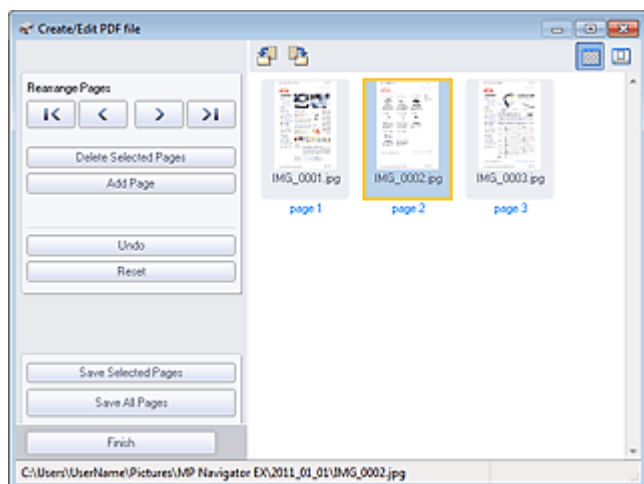 Create/Edit PDF file
Rearrange Pages
Delete Selected Pages
Add Page
Undo
Reset
Save Selected Pages
Save All Pages
Finish
IMG_0001.jpg
IMG_0002.jpg
IMG_0003.jpg
page 1
page 2
page 3
C:\Users\UserName\Pictures\MP Navigator EX\2011_01_01\IMG_0002.jpg